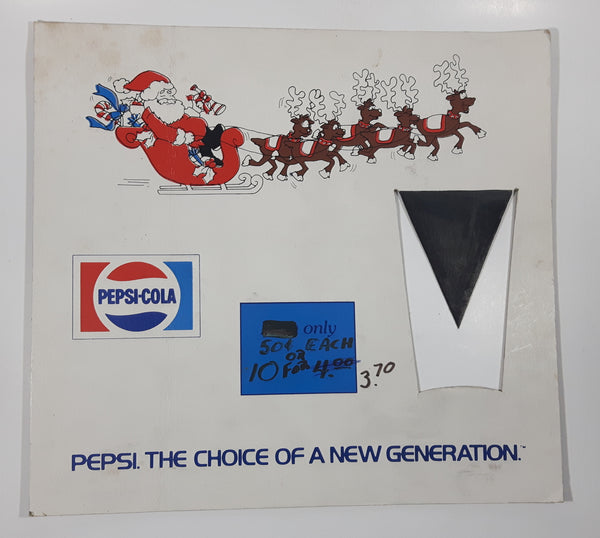 PEPSI-COLA
only
50¢ EACH
OR
10 FOR 4.00
3.70
PEPSI. THE CHOICE OF A NEW GENERATION.™